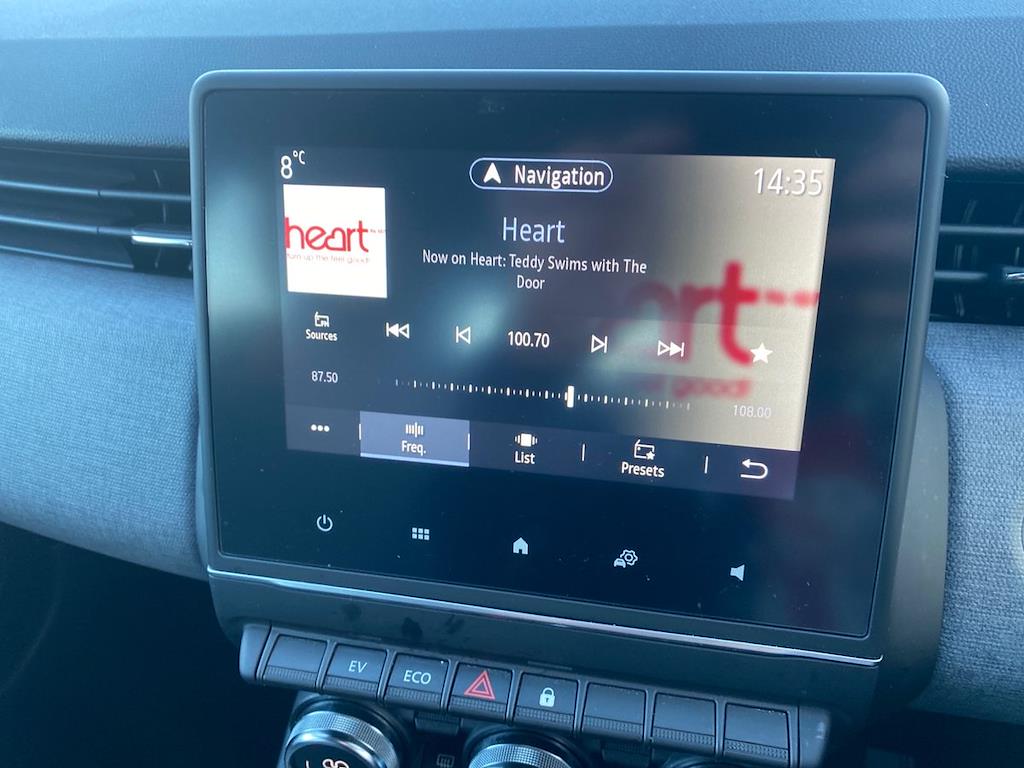 8°C
Navigation
14:35
heart
turn up the feel good!
Heart
Now on Heart: Teddy Swims with The
Door
Sources
100.70
87.50
108.00
Freq.
List
Presets
EV
ECO